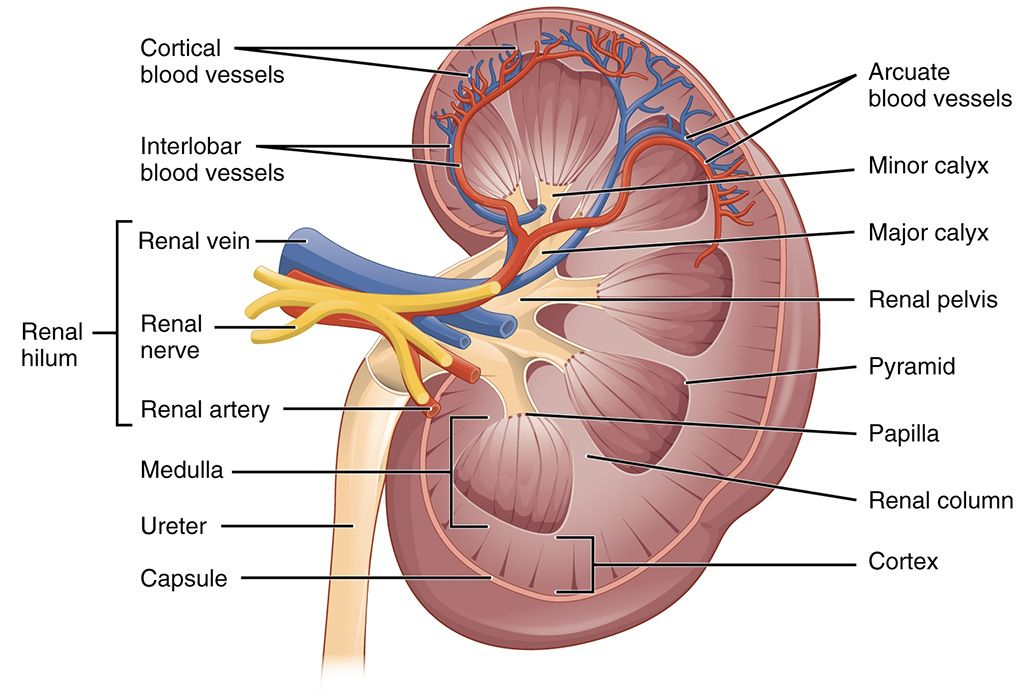 Cortical
blood vessels
Interlobar
blood vessels
Renal vein
Renal
hilum
Renal
nerve
Renal artery
Medulla
Ureter
Capsule
Arcuate
blood vessels
Minor calyx
Major calyx
Renal pelvis
Pyramid
Papilla
Renal column
Cortex